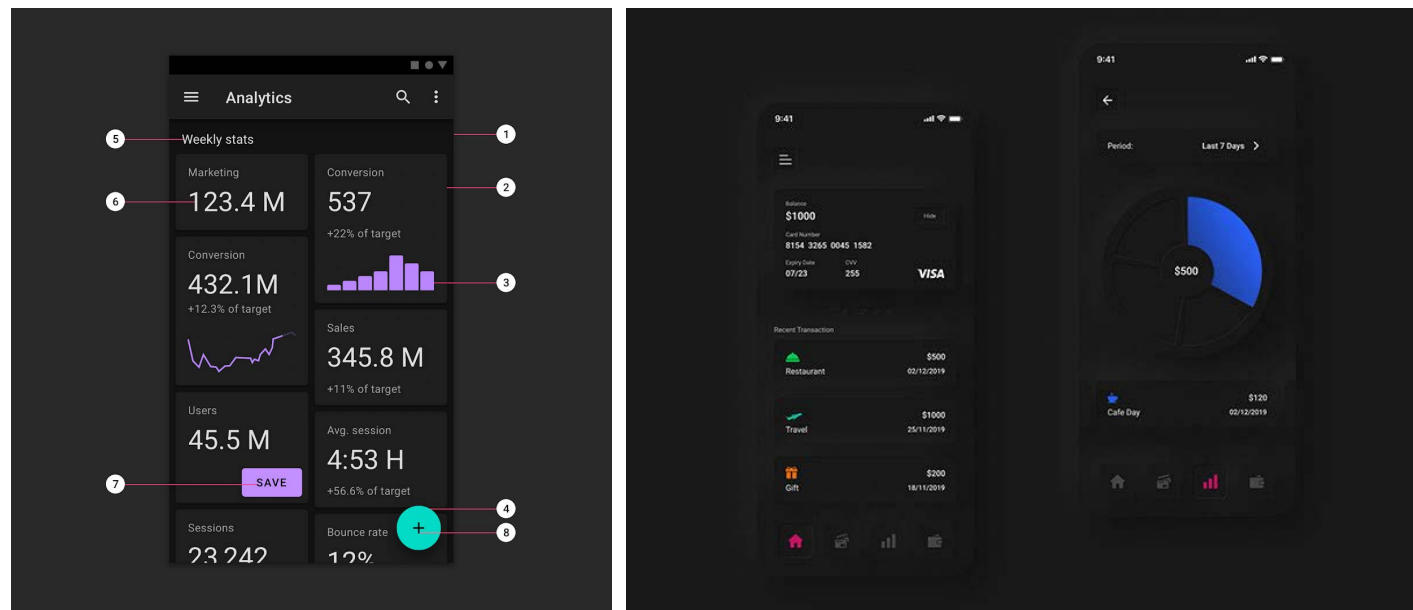 Analytics
Weekly stats
Marketing
123.4 M
Conversion
432.1M
+12.3% of target
Users
45.5 M
SAVE
Sessions
23,242
Conversion
537
+22% of target
Sales
345.8 M
+11% of target
Avg. session
4:53 H
+56.6% of target
Bounce rate
12%
+
5
6
7
1
2
3
4
8
9:41
Balance
$1000
Hide
Card Number
8154 3265 0045 1582
Expiry Date CVV
07/23 255
VISA
Recent Transaction
$500
Restaurant 02/12/2019
$1000
Travel 25/11/2019
$200
Gift 18/11/2019
9:41
Period: Last 7 Days
$500
$120
Cafe Day 02/12/2019